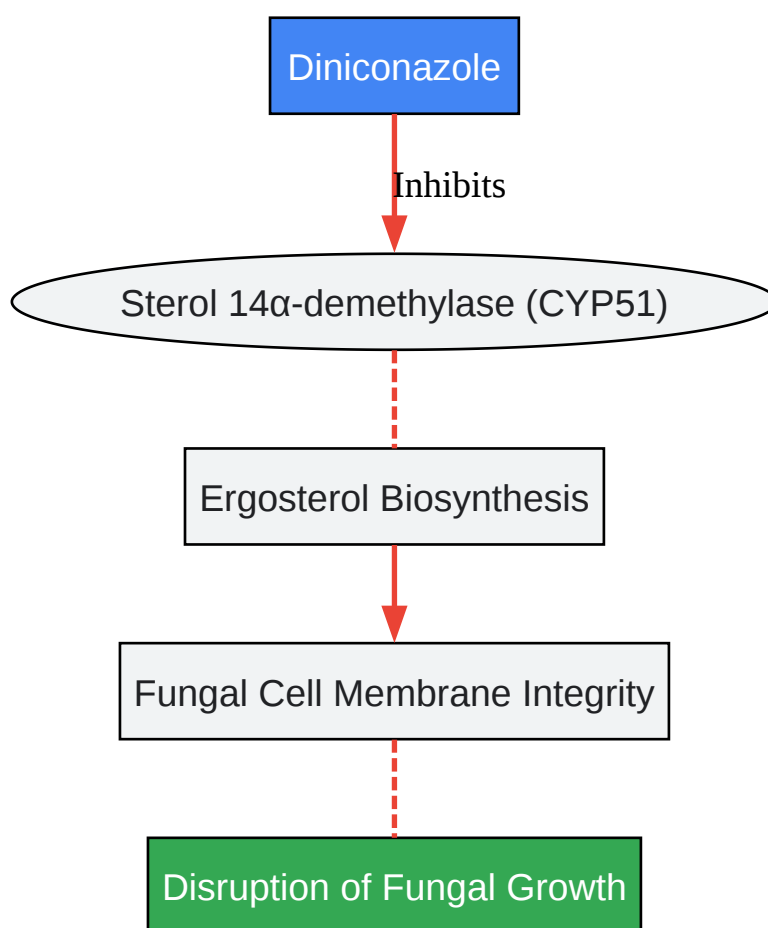 Diniconazole
Inhibits
Sterol 14α-demethylase (CYP51)
Ergosterol Biosynthesis
Fungal Cell Membrane Integrity
Disruption of Fungal Growth